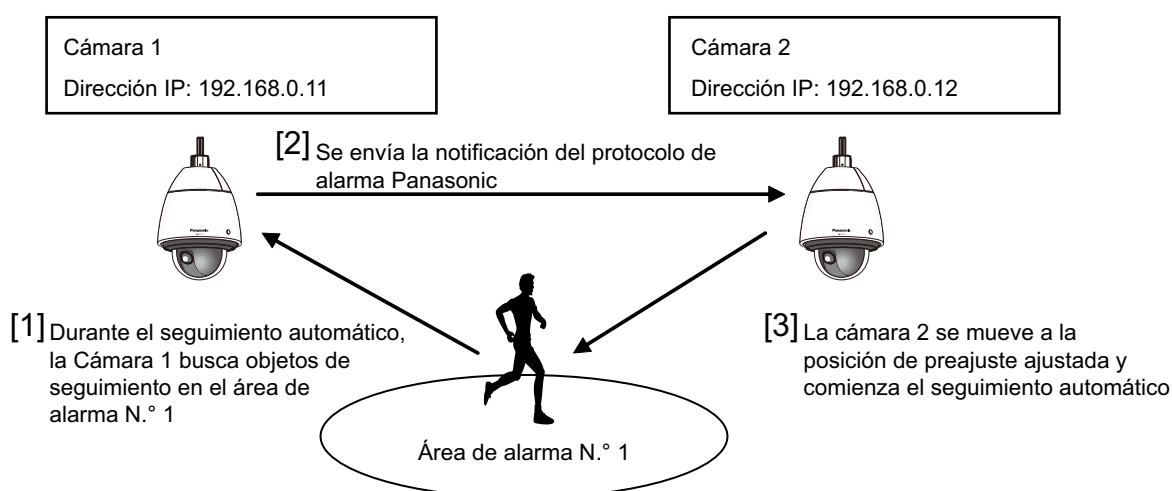 Cámara 1
Dirección IP: 192.168.0.11
Cámara 2
Dirección IP: 192.168.0.12
[2] Se envía la notificación del protocolo de
alarma Panasonic
Panasonic
Panasonic
[1] Durante el seguimiento automático,
la Cámara 1 busca objetos de
seguimiento en el área de
alarma N.° 1
[3] La cámara 2 se mueve a la
posición de preajuste ajustada y
comienza el seguimiento automático
Área de alarma N.° 1